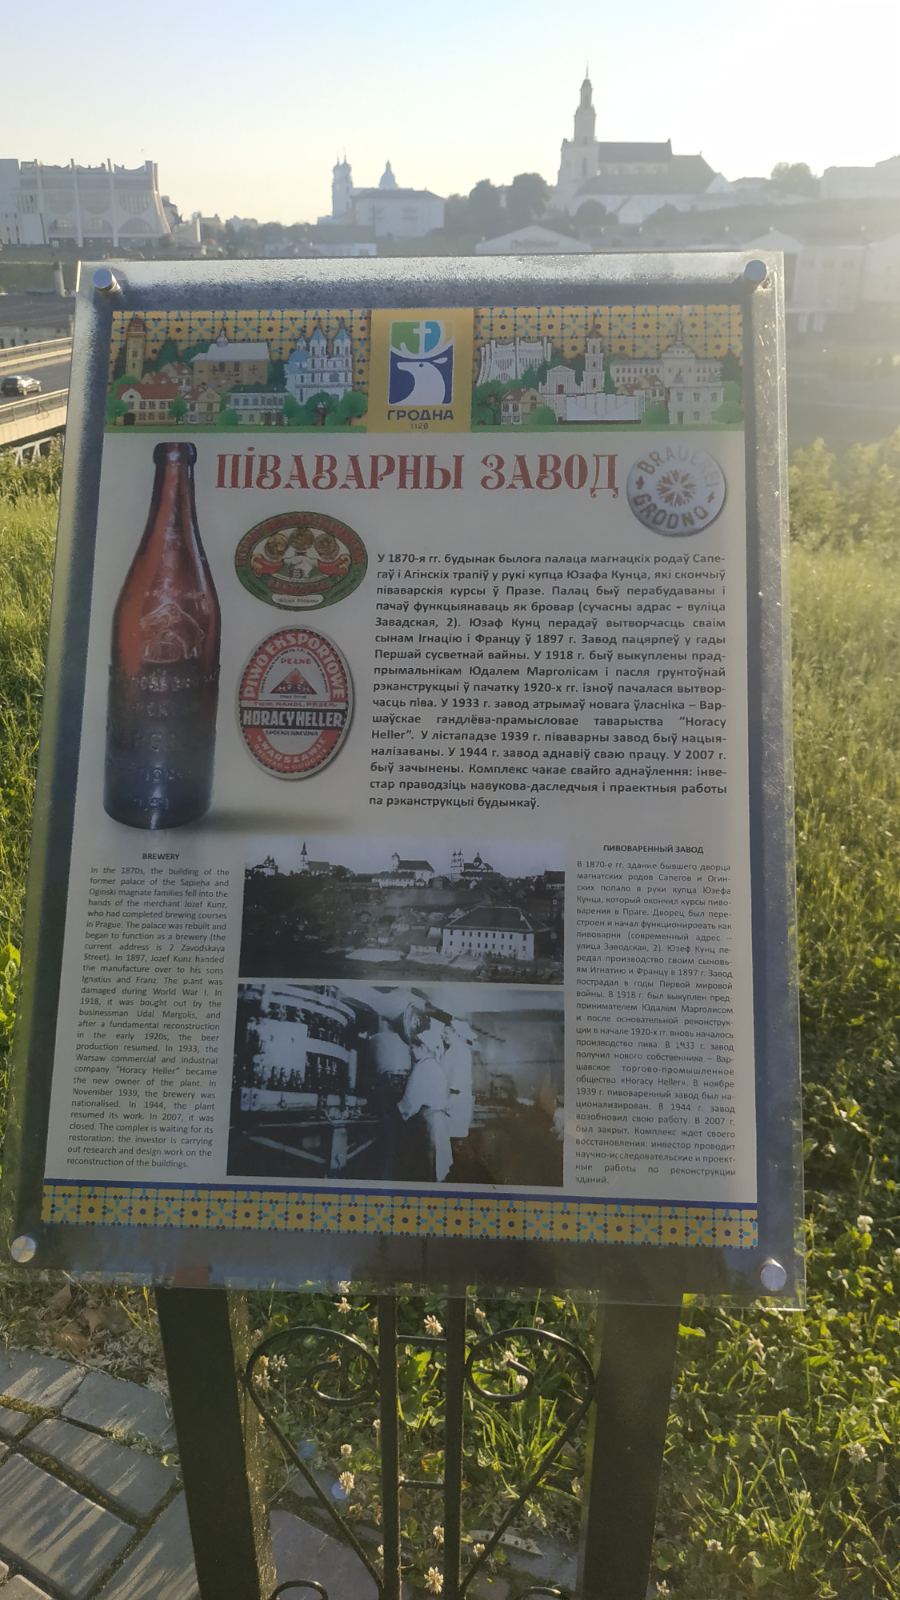 ГРОДНА
1128
ПІВАВАРНЫ ЗАВОД
BRAUEREI
GRODNO
PIWO EKSPORTOWE
PEŁNE
HORACY HELLER
WARSZAWIE
У 1870-я гг. будынак былога палаца магнацкіх родаў Сапе-
гаў і Агінскіх трапіў у рукі купца Юзафа Кунца, які скончыў
піваварскія курсы ў Празе. Палац быў перабудаваны і
пачаў функцыянаваць як бровар (сучасны адрас – вуліца
Завадская, 2). Юзаф Кунц перадаў вытворчасць сваім
сынам Ігнацію і Францу ў 1897 г. Завод пацярпеў у гады
Першай сусветнай вайны. У 1918 г. быў выкуплены прад-
прымальнікам Юдалем Марголісам і пасля грунтоўнай
рэканструкцыі ў пачатку 1920-х гг. ізноў пачалася вытвор-
часць піва. У 1933 г. завод атрымаў новага ўласніка – Вар-
шаўскае гандлёва-прамысловае таварыства "Horacy
Heller". У лістападзе 1939 г. піваварны завод быў нацыя-
налізаваны. У 1944 г. завод аднавіў сваю працу. У 2007 г.
быў зачынены. Комплекс чакае свайго аднаўлення: інве-
стар праводзіць навукова-даследчыя і праектныя работы
па рэканструкцыі будынкаў.
BREWERY
In the 1870s, the building of the
former palace of the Sapieha and
Oginski magnate families fell into the
hands of the merchant Jozef Kunz,
who had completed brewing courses
in Prague. The palace was rebuilt and
began to function as a brewery (the
current address is 2 Zavodskaya
Street). In 1897, Jozef Kunz handed
the manufacture over to his sons
Ignatius and Franz. The plant was
damaged during World War I. In
1918, it was bought out by the
businessman Udal Margolis, and
after a fundamental reconstruction
in the early 1920s, the beer
production resumed. In 1933, the
Warsaw commercial and industrial
company "Horacy Heller" became
the new owner of the plant. In
November 1939, the brewery was
nationalised. In 1944, the plant
resumed its work. In 2007, it was
closed. The complex is waiting for its
restoration: the investor is carrying
out research and design work on the
reconstruction of the buildings.
ПИВОВАРЕННЫЙ ЗАВОД
В 1870-е гг. здание бывшего дворца
магнатских родов Сапегов и Огин-
ских попало в руки купца Юзефа
Кунца, который окончил курсы пиво-
варения в Праге. Дворец был пере-
строен и начал функционировать как
пивоварня (современный адрес –
улица Заводская, 2). Юзеф Кунц пе-
редал производство своим сыновь-
ям Игнатию и Францу в 1897 г. Завод
пострадал в годы Первой мировой
войны. В 1918 г. был выкуплен пред-
принимателем Юдалем Марголисом
и после основательной реконструк-
ции в начале 1920-х гг. вновь началось
производство пива. В 1933 г. завод
получил нового собственника – Вар-
шавское торгово-промышленное
общество «Horacy Heller». В ноябре
1939 г. пивоваренный завод был на-
ционализирован. В 1944 г. завод
возобновил свою работу. В 2007 г.
был закрыт. Комплекс ждет своего
восстановления: инвестор проводит
научно-исследовательские и проект-
ные работы по реконструкции
зданий.